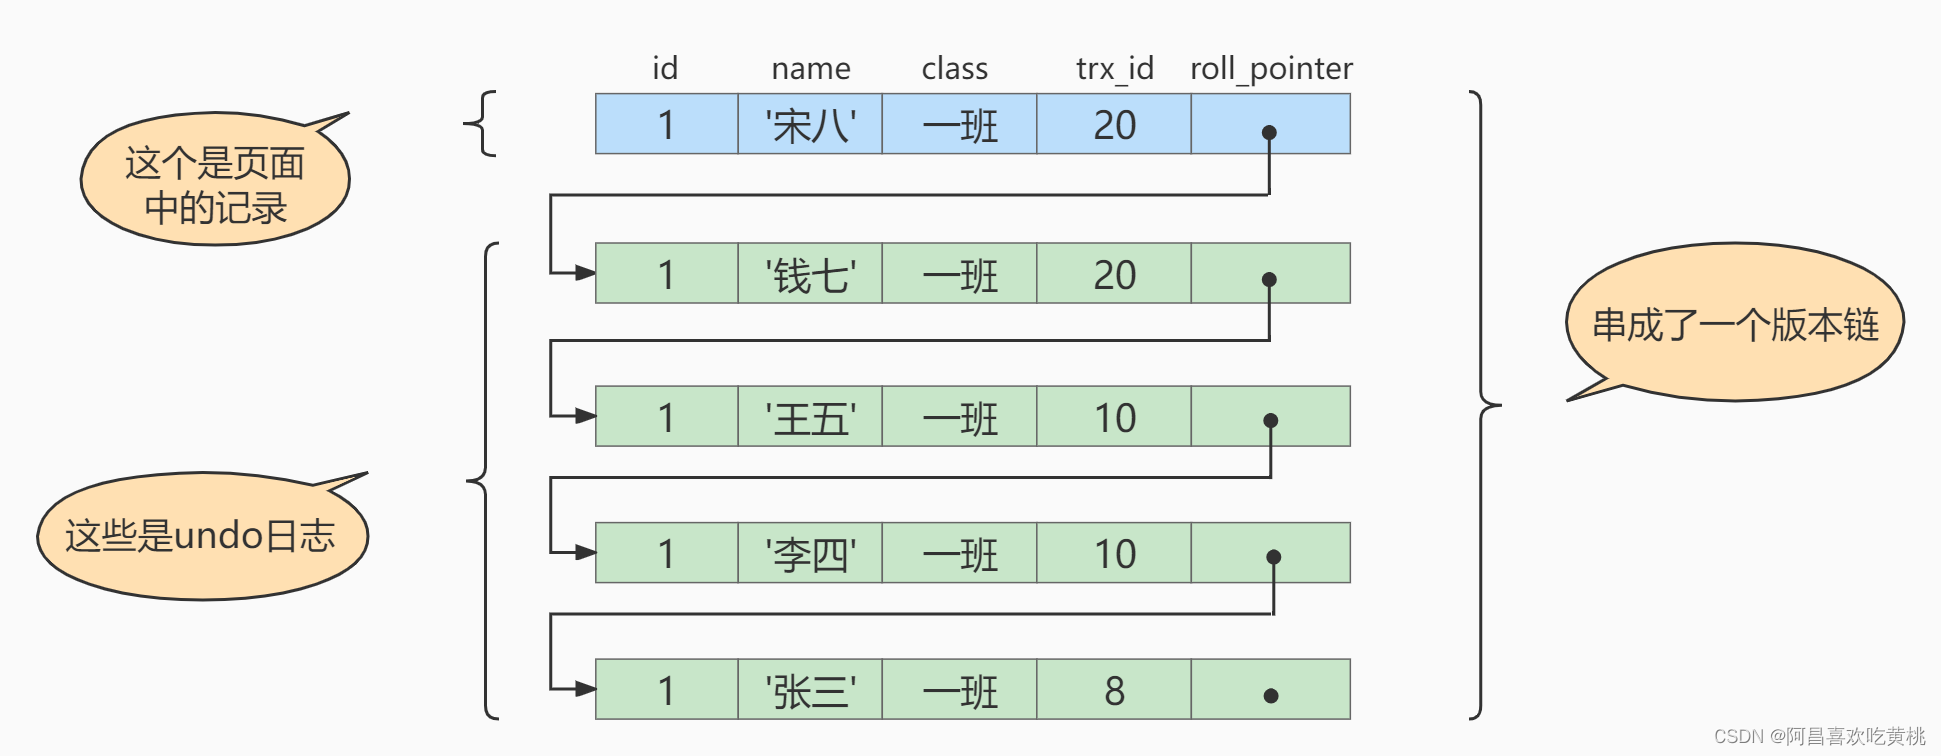 id name class trx_id roll_pointer
1 '宋八' 一班 20
这个是页面
中的记录
1 '钱七' 一班 20
串成了一个版本链
1 '王五' 一班 10
这些是undo日志
1 '李四' 一班 10
1 '张三' 一班 8
CSDN @阿昌喜欢吃黄桃